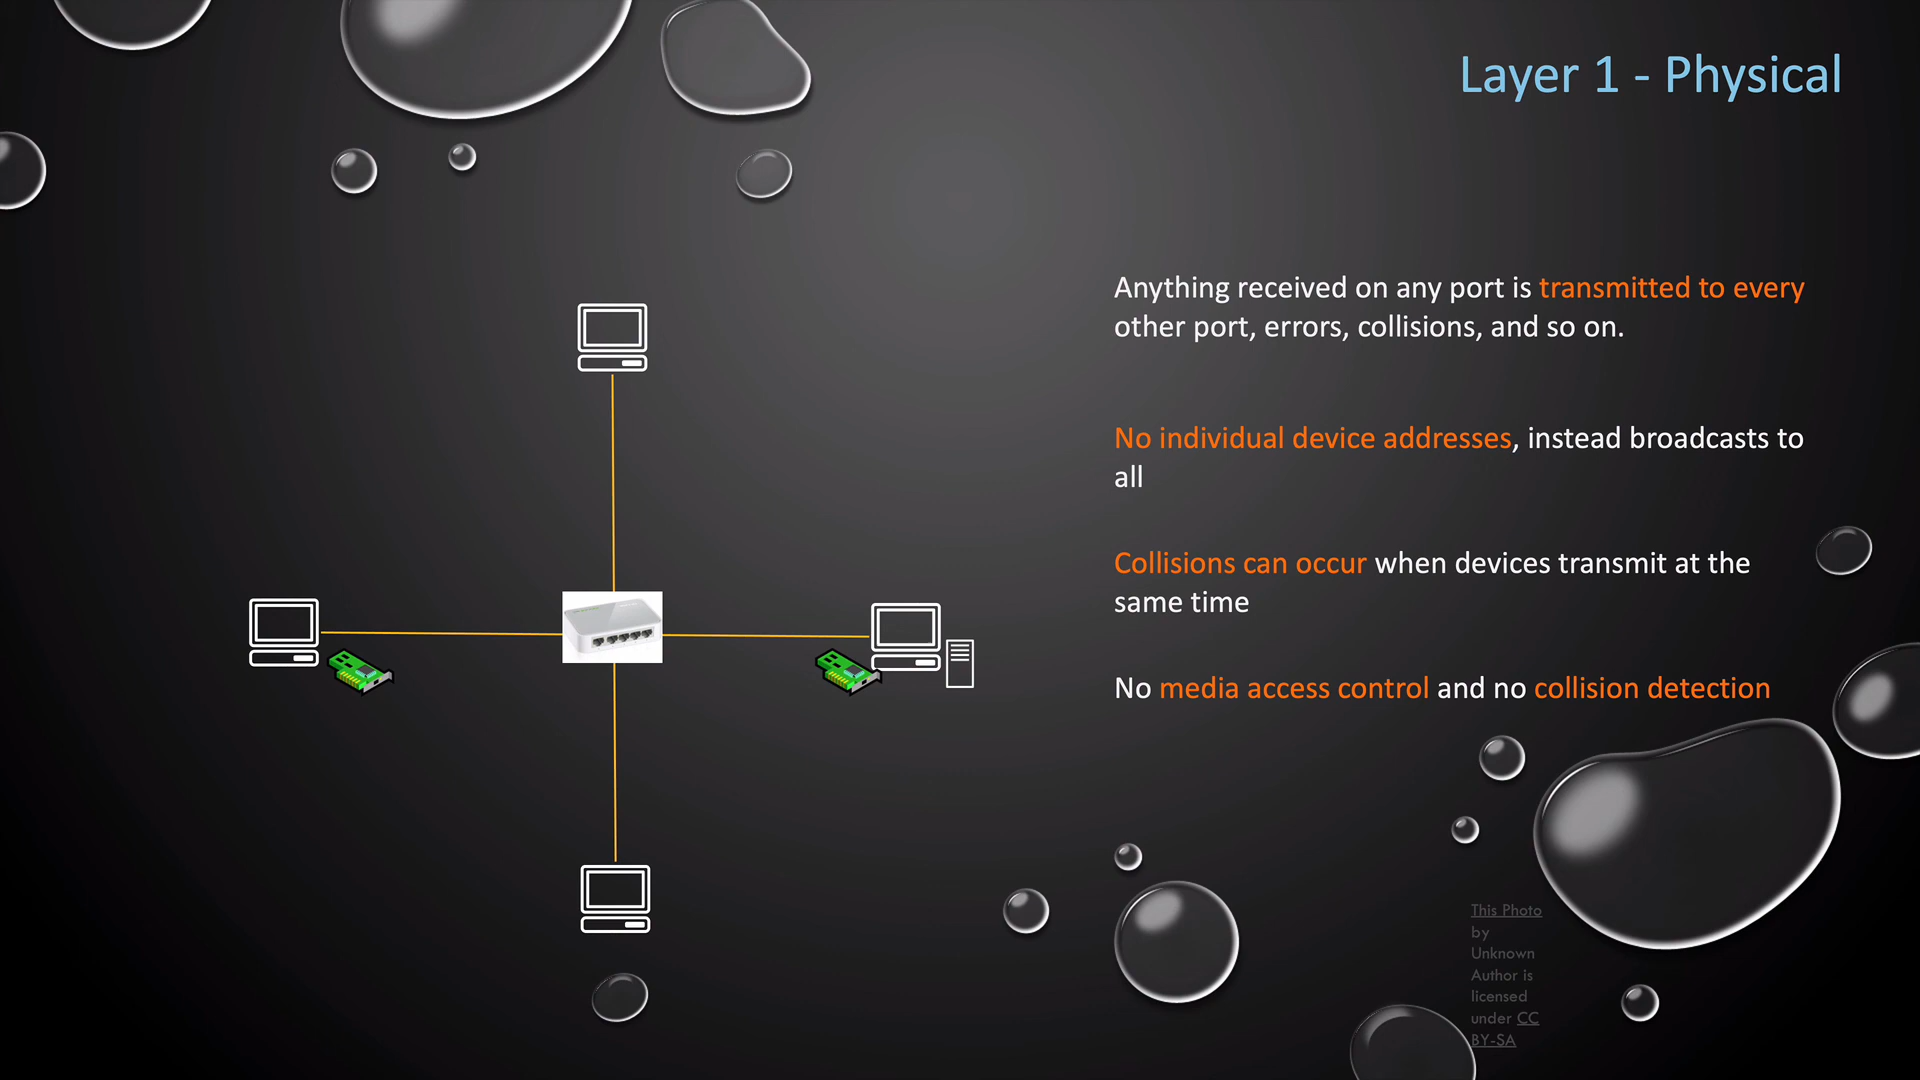 Layer 1 - Physical
Anything received on any port is transmitted to every
other port, errors, collisions, and so on.
No individual device addresses, instead broadcasts to
all
Collisions can occur when devices transmit at the
same time
No media access control and no collision detection
This Photo
by
Unknown
Author is
licensed
under CC
BY-SA